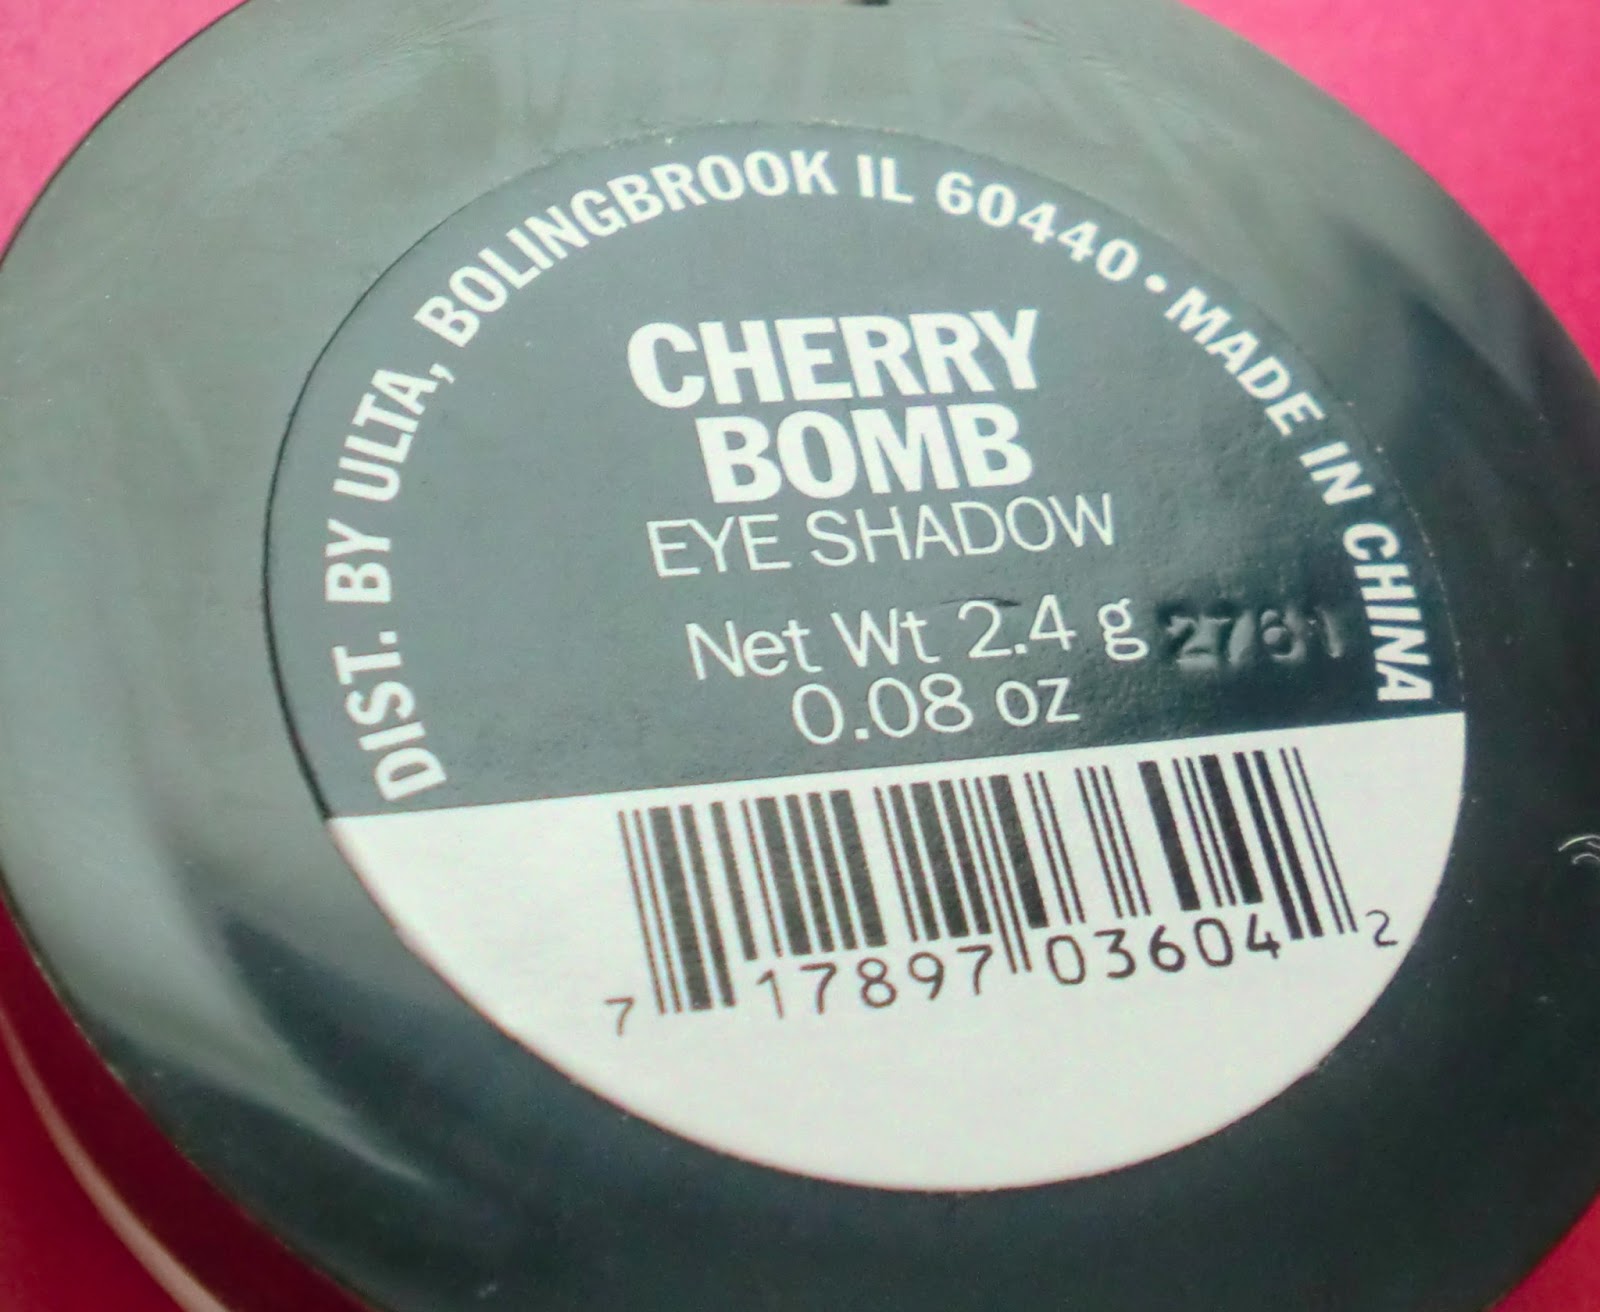 DIST. BY ULTA, BOLINGBROOK IL 60440 • MADE IN CHINA
CHERRY
BOMB
EYE SHADOW
Net Wt 2.4 g
0.08 oz
7 17897 03604 2